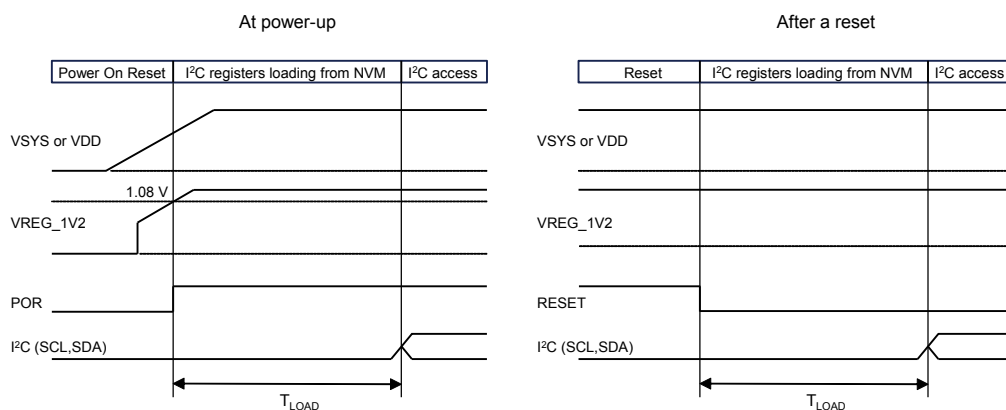 At power-up
Power On Reset I²C registers loading from NVM I²C access
VSYS or VDD
1.08 V
VREG_1V2
POR
I²C (SCL,SDA)
TLOAD
After a reset
Reset I²C registers loading from NVM I²C access
VSYS or VDD
VREG_1V2
RESET
I²C (SCL,SDA)
TLOAD